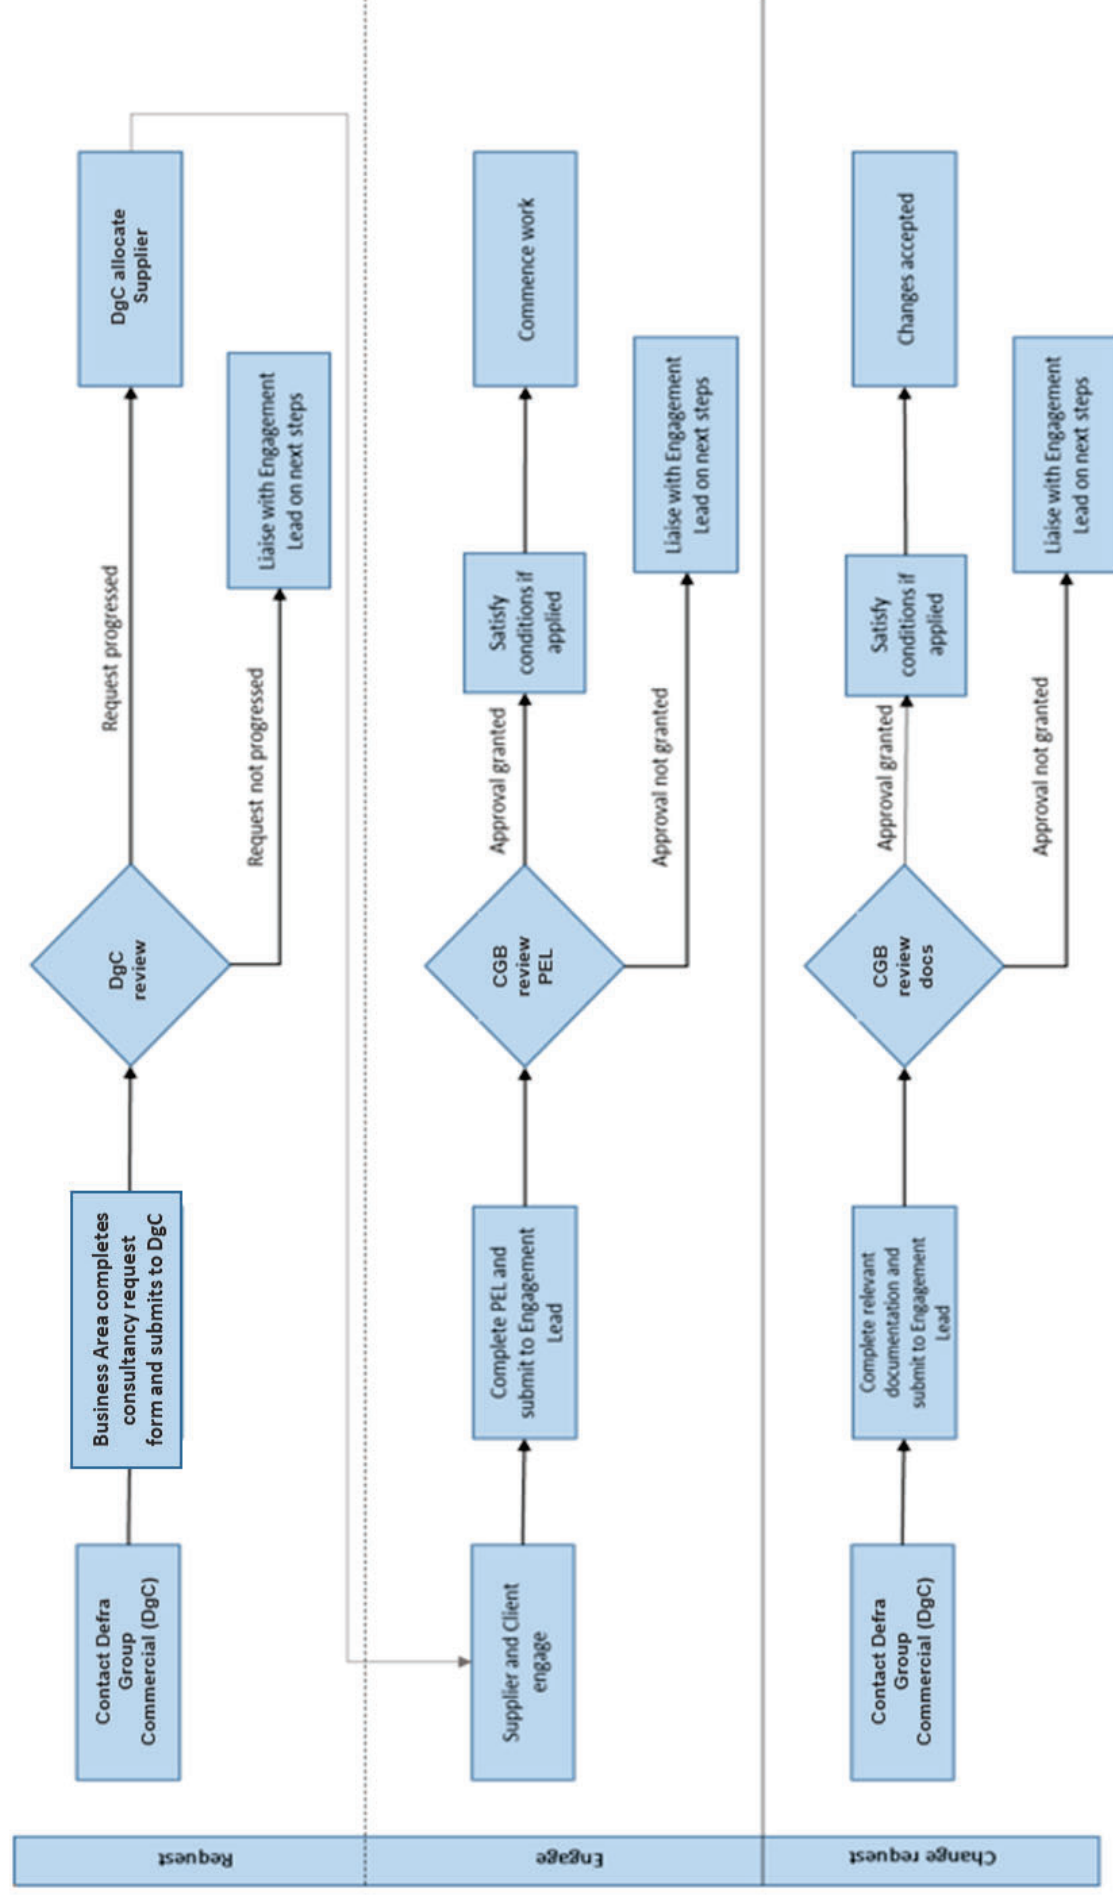 Request
Contact Defra
Group
Commercial (DgC)
Business Area completes
consultancy request
form and submits to DgC
DgC
review
Request progressed
DgC allocate
Supplier
Request not progressed
Liaise with Engagement
Lead on next steps
Engage
Supplier and Client
engage
Complete PEL and
submit to Engagement
Lead
CGB
review
PEL
Approval granted
Satisfy
conditions if
applied
Commence work
Approval not granted
Liaise with Engagement
Lead on next steps
Change request
Contact Defra
Group
Commercial (DgC)
Complete relevant
documentation and
submit to Engagement
Lead
CGB
review
docs
Approval granted
Satisfy
conditions if
applied
Changes accepted
Approval not granted
Liaise with Engagement
Lead on next steps